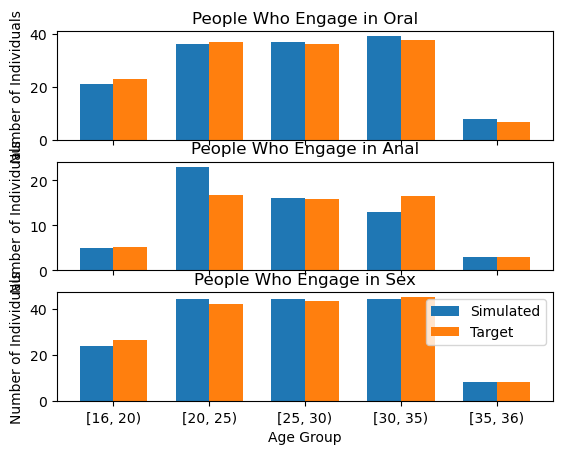 People Who Engage in Oral
Number of Individuals
40
20
0
People Who Engage in Anal
Number of Individuals
20
10
0
People Who Engage in Sex
Number of Individuals
40
20
0
Simulated
Target
[16, 20)
[20, 25)
[25, 30)
[30, 35)
[35, 36)
Age Group